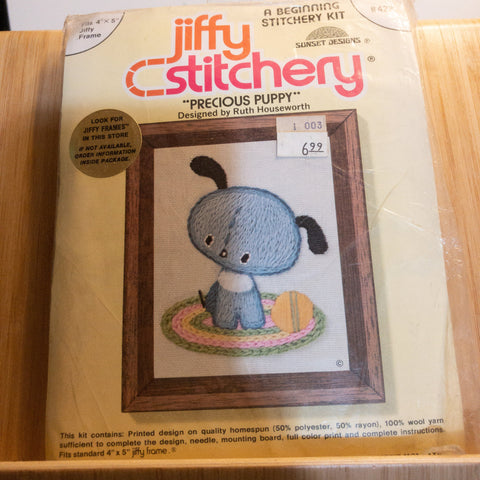 Fits 4" x 5"
Jiffy
Frame
A BEGINNING
STITCHERY KIT
jiffy
stitchery®
SUNSET DESIGNS®
"PRECIOUS PUPPY"
Designed by Ruth Houseworth
LOOK FOR
JIFFY FRAMES™
IN THIS STORE
IF NOT AVAILABLE,
ORDER INFORMATION
INSIDE PACKAGE.
1 003
6.99
©
This kit contains: Printed design on quality homespun (50% polyester, 50% rayon), 100% wool yarn
sufficient to complete the design, needle, mounting board, full color print and complete instructions.
Fits standard 4" x 5" jiffy frame.®